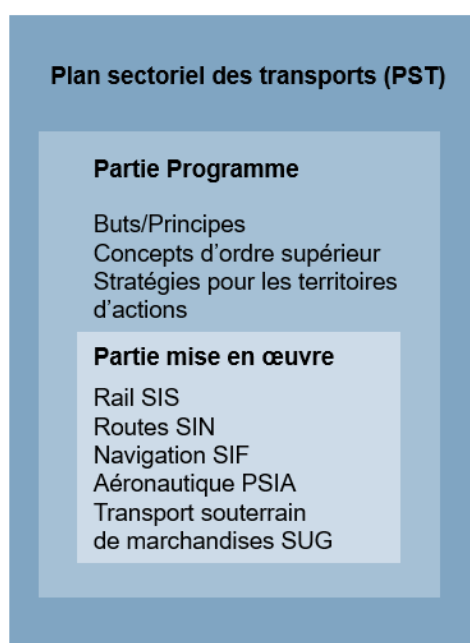 Plan sectoriel des transports (PST)
Partie Programme
Buts/Principes
Concepts d'ordre supérieur
Stratégies pour les territoires
d'actions
Partie mise en œuvre
Rail SIS
Routes SIN
Navigation SIF
Aéronautique PSIA
Transport souterrain
de marchandises SUG